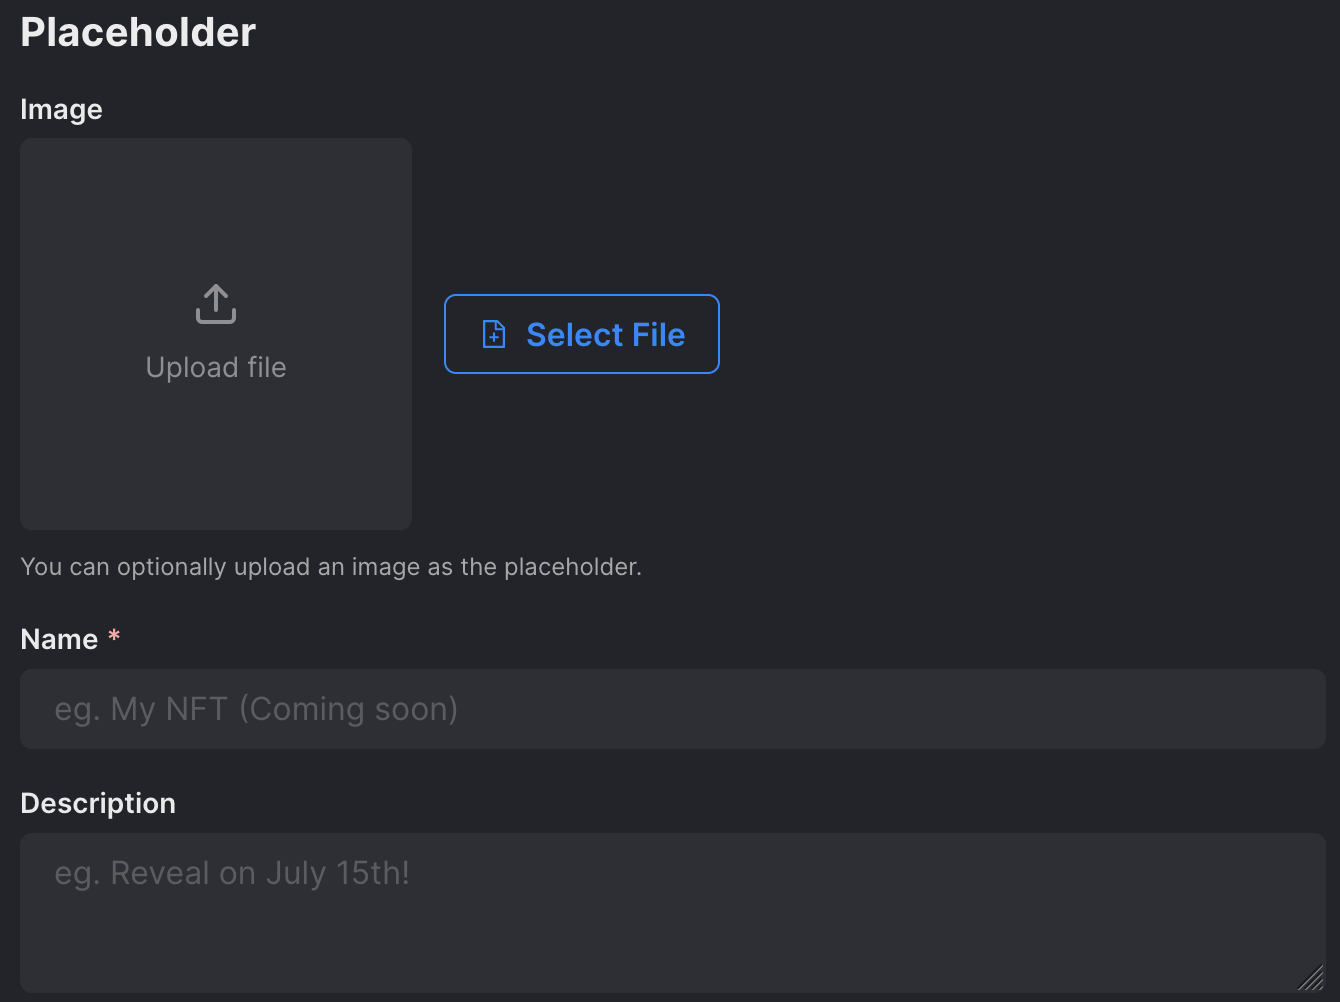 Placeholder
Image
Upload file
Select File
You can optionally upload an image as the placeholder.
Name *
eg. My NFT (Coming soon)
Description
eg. Reveal on July 15th!